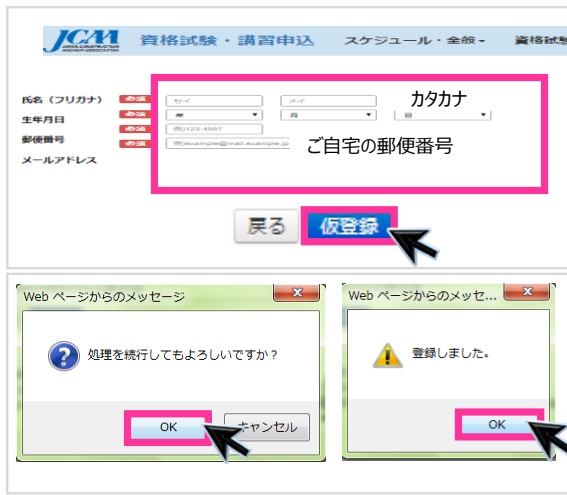 JCM 資格試験・講習申込 スケジュール・全般 資格試験
JAPAN CONSTRUCTION
氏名（フリガナ） 必須 セイ メイ カタカナ
生年月日 必須 年 月 日
郵便番号 必須 例)123-4567 ご自宅の郵便番号
メールアドレス 必須 例)example@mail.example.jp
戻る 仮登録
Web ページからのメッセージ
処理を続行してもよろしいですか？
OK キャンセル
Web ページからのメッセ...
登録しました。
OK